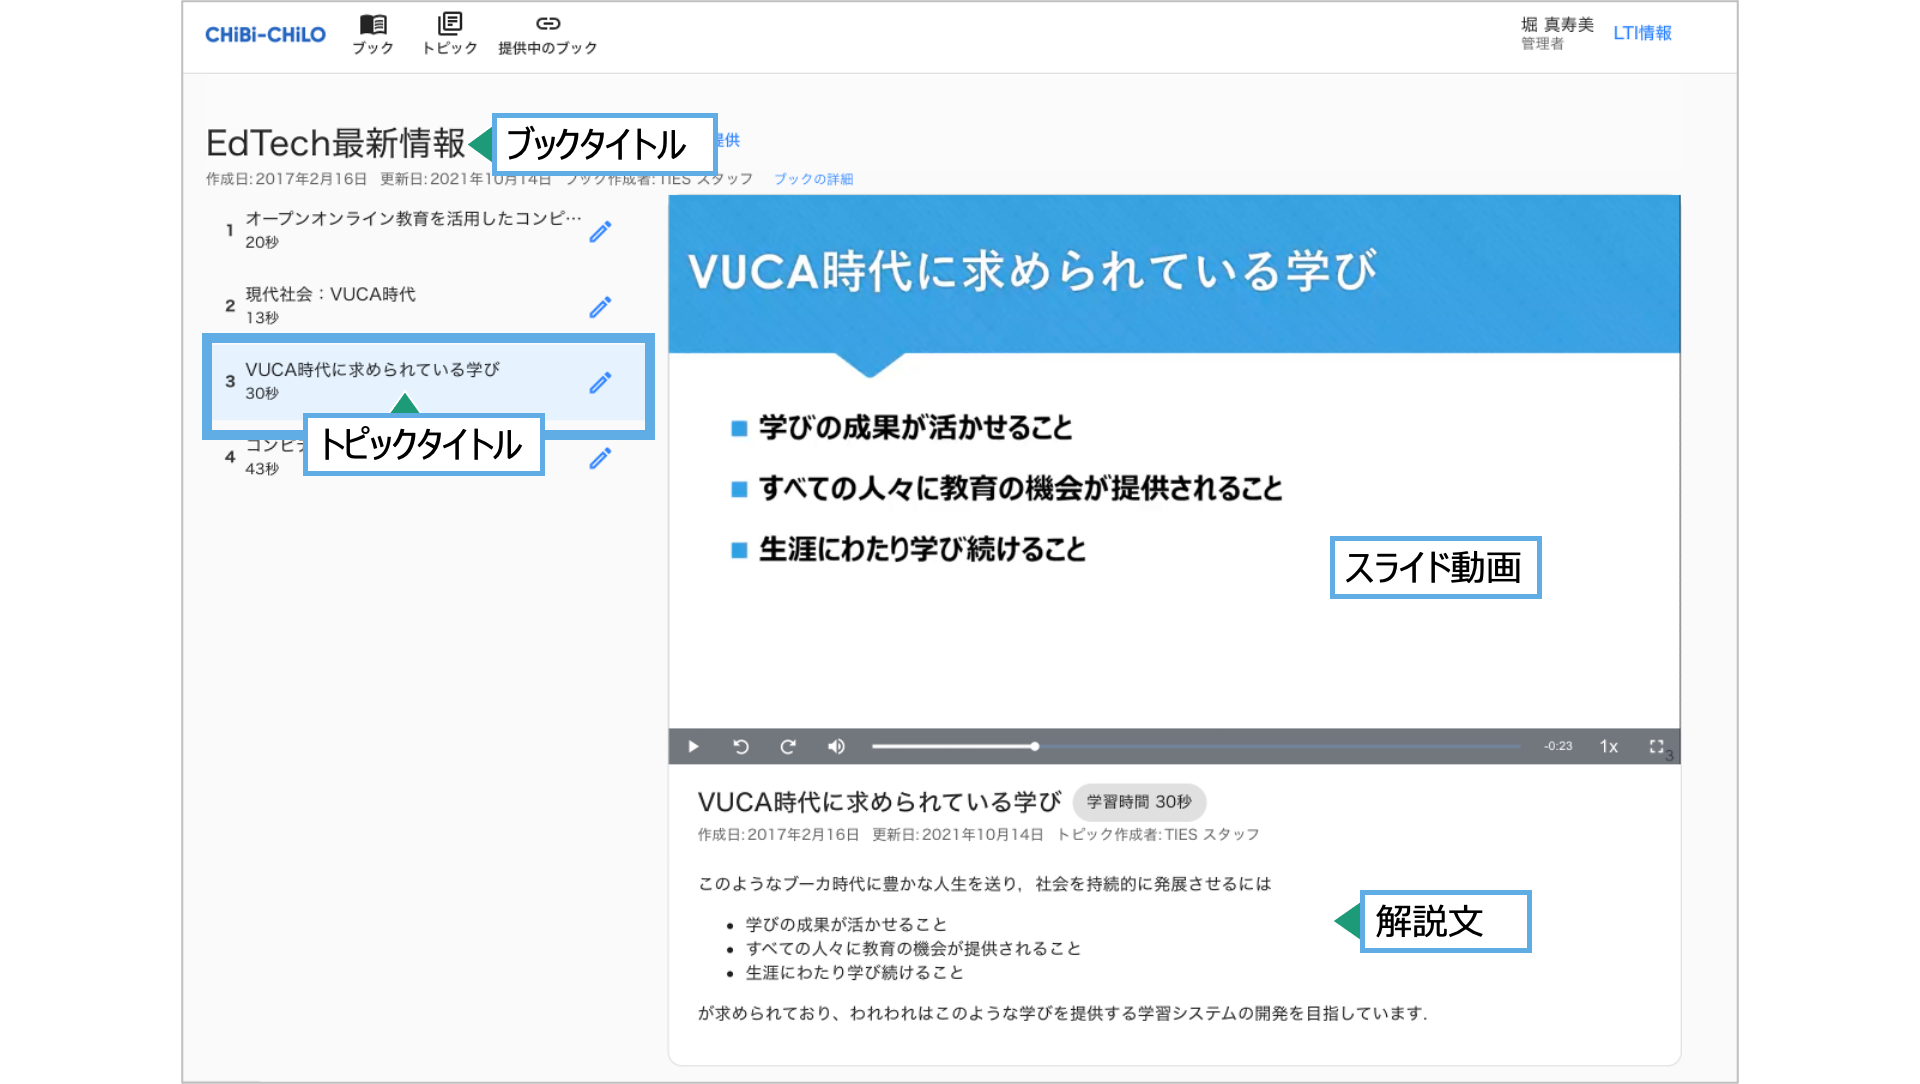 CHiBi-CHiLO
ブック
トピック
提供中のブック
堀 真寿美
管理者
LTI情報
EdTech最新情報
ブックタイトル
提供
作成日:2017年2月16日 更新日:2021年10月14日 ブック作成者:TIES スタッフ ブックの詳細
1 オープンオンライン教育を活用したコンピ…
20秒
2 現代社会：VUCA時代
13秒
3 VUCA時代に求められている学び
30秒
トピックタイトル
4 コンピテ
43秒
VUCA時代に求められている学び
学びの成果が活かせること
すべての人々に教育の機会が提供されること
生涯にわたり学び続けること
スライド動画
-0:23 1x
3
VUCA時代に求められている学び 学習時間 30秒
作成日:2017年2月16日 更新日:2021年10月14日 トピック作成者:TIES スタッフ
このようなブーカ時代に豊かな人生を送り，社会を持続的に発展させるには
• 学びの成果が活かせること
• すべての人々に教育の機会が提供されること
• 生涯にわたり学び続けること
解説文
が求められており、われわれはこのような学びを提供する学習システムの開発を目指しています.